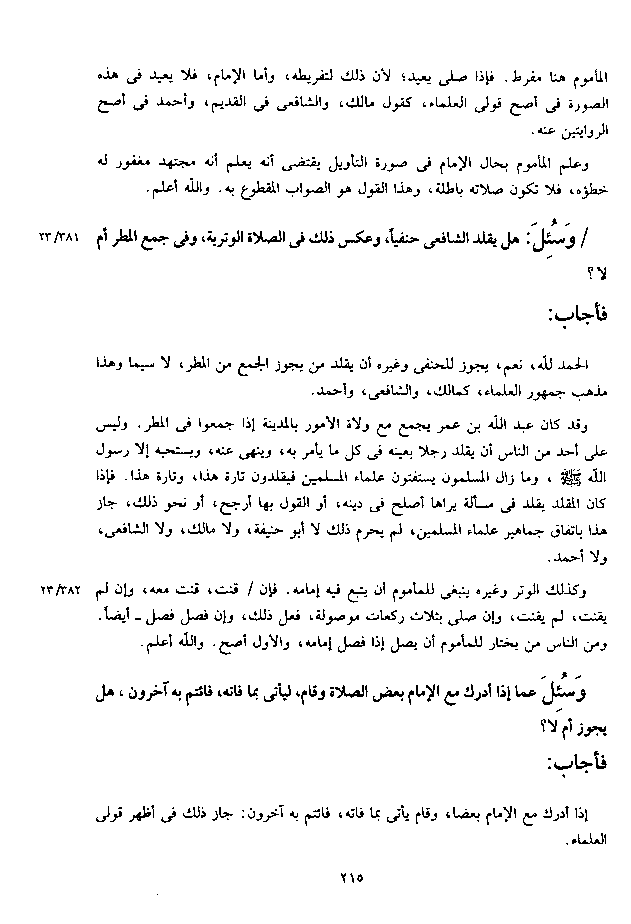 المأموم هنا مفرط. فإذا صلى يعيد؛ لأن ذلك لتفريطه، وأما الإمام، فلا يعيد فى هذه
الصورة فى أصح قولى العلماء، كقول مالك، والشافعى فى القديم، وأحمد فى أصح
الروايتين عنه.
وعلم المأموم بحال الإمام فى صورة التأويل يقتضى أنه يعلم أنه مجتهد مغفور له
خطؤه، فلا تكون صلاته باطلة، وهذا القول هو الصواب المقطوع به. والله أعلم.
٢٣/٣٨١ / وَسُئِلَ: هل يقلد الشافعى حنفياً، وعكس ذلك فى الصلاة الوترية، وفى جمع المطر أم
لا؟
فأجاب:
الحمد لله، نعم، يجوز للحنفى وغيره أن يقلد من يجوز الجمع من المطر، لا سيما وهذا
مذهب جمهور العلماء، كمالك، والشافعى، وأحمد.
وقد كان عبد الله بن عمر يجمع مع ولاة الأمور بالمدينة إذا جمعوا فى المطر. وليس
على أحد من الناس أن يقلد رجلا بعينه فى كل ما يأمر به، وينهى عنه، ويستحبه إلا رسول
الله ﷺ ، وما زال المسلمون يستفتون علماء المسلمين فيقلدون تارة هذا، وتارة هذا. فإذا
كان المقلد يقلد فى مسألة يراها أصلح فى دينه، أو القول بها أرجح، أو نحو ذلك، جاز
هذا باتفاق جماهير علماء المسلمين، لم يحرم ذلك لا أبو حنيفة، ولا مالك، ولا الشافعى،
ولا أحمد.
٢٣/٣٨٢ وكذلك الوتر وغيره ينبغى للمأموم أن يتبع فيه إمامه. فإن / قنت، قنت معه، وإن لم
يقنت، لم يقنت، وإن صلى بثلاث ركعات موصولة، فعل ذلك، وإن فصل فصل ـ أيضاً.
ومن الناس من يختار للمأموم أن يصل إذا فصل إمامه، والأول أصح. والله أعلم.
وَسُئِلَ عما إذا أدرك مع الإمام بعض الصلاة وقام، ليأتى بما فاته، فائتم به آخرون ، هل
يجوز أم لا؟
فأجاب:
إذا أدرك مع الإمام بعضا، وقام يأتى بما فاته، فائتم به آخرون: جاز ذلك فى أظهر قولى
العلماء.
٢١٥